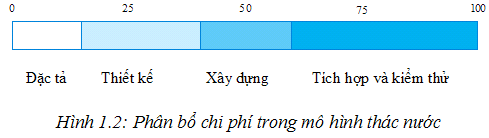 0 25 50 75 100
Đặc tả Thiết kế Xây dựng Tích hợp và kiểm thử
Hình 1.2: Phân bổ chi phí trong mô hình thác nước